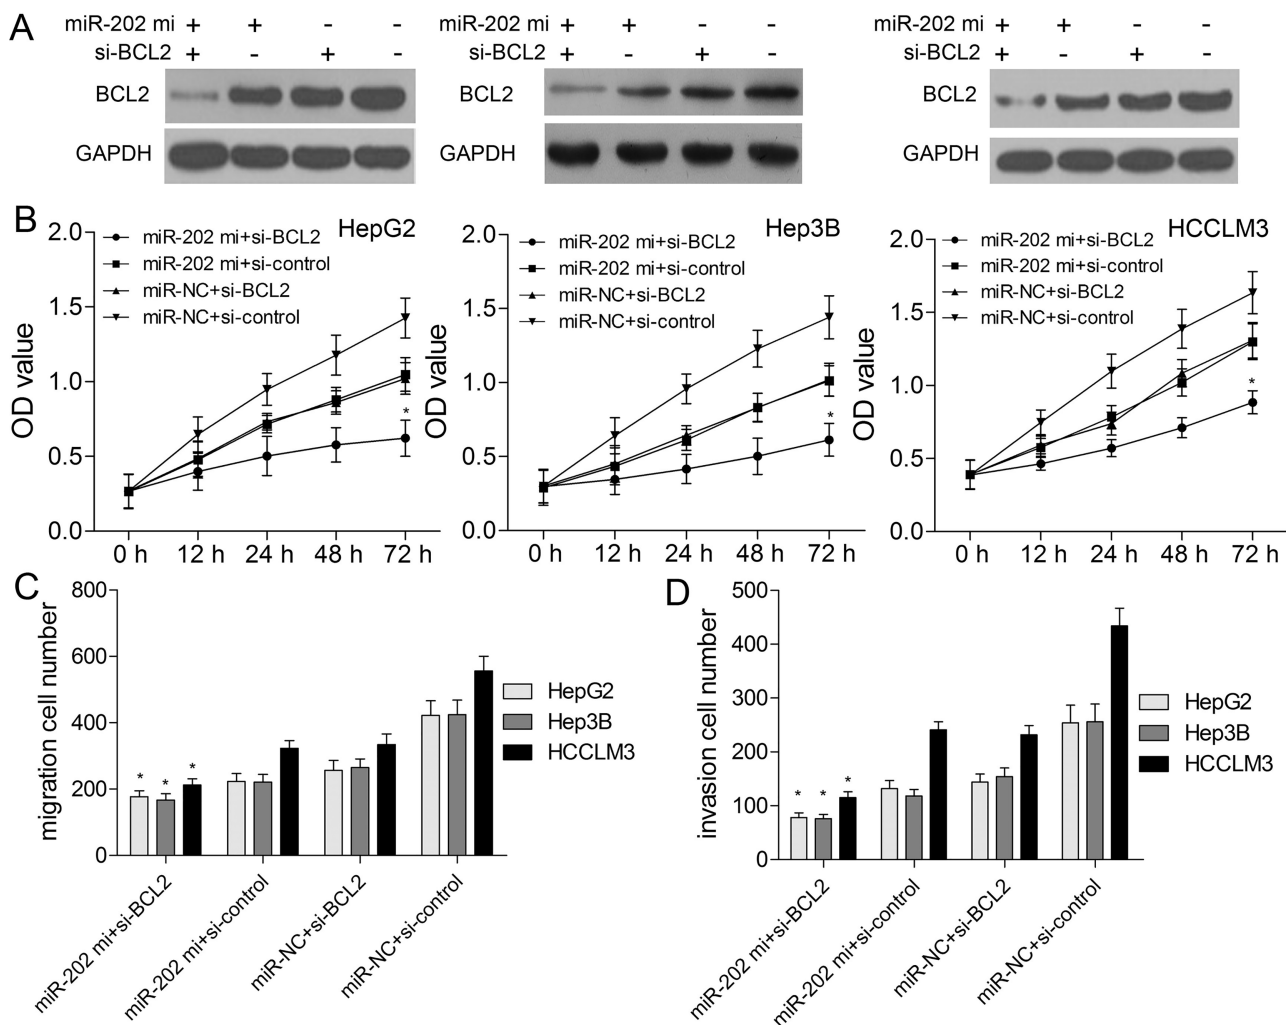 A
miR-202 mi + + - -
si-BCL2 + - + -
BCL2
GAPDH
miR-202 mi + + - -
si-BCL2 + - + -
BCL2
GAPDH
miR-202 mi + + - -
si-BCL2 + - + -
BCL2
GAPDH
B
HepG2
miR-202 mi+si-BCL2
miR-202 mi+si-control
miR-NC+si-BCL2
miR-NC+si-control
OD value
2.0
1.5
1.0
0.5
0.0
*
0 h 12 h 24 h 48 h 72 h
Hep3B
miR-202 mi+si-BCL2
miR-202 mi+si-control
miR-NC+si-BCL2
miR-NC+si-control
OD value
2.0
1.5
1.0
0.5
0.0
*
0 h 12 h 24 h 48 h 72 h
HCCLM3
miR-202 mi+si-BCL2
miR-202 mi+si-control
miR-NC+si-BCL2
miR-NC+si-control
OD value
2.0
1.5
1.0
0.5
0.0
*
0 h 12 h 24 h 48 h 72 h
C
migration cell number
800
600
400
200
0
* * *
HepG2
Hep3B
HCCLM3
miR-202 mi+si-BCL2
miR-202 mi+si-control
miR-NC+si-BCL2
miR-NC+si-control
D
invasion cell number
500
400
300
200
100
0
* * *
HepG2
Hep3B
HCCLM3
miR-202 mi+si-BCL2
miR-202 mi+si-control
miR-NC+si-BCL2
miR-NC+si-control